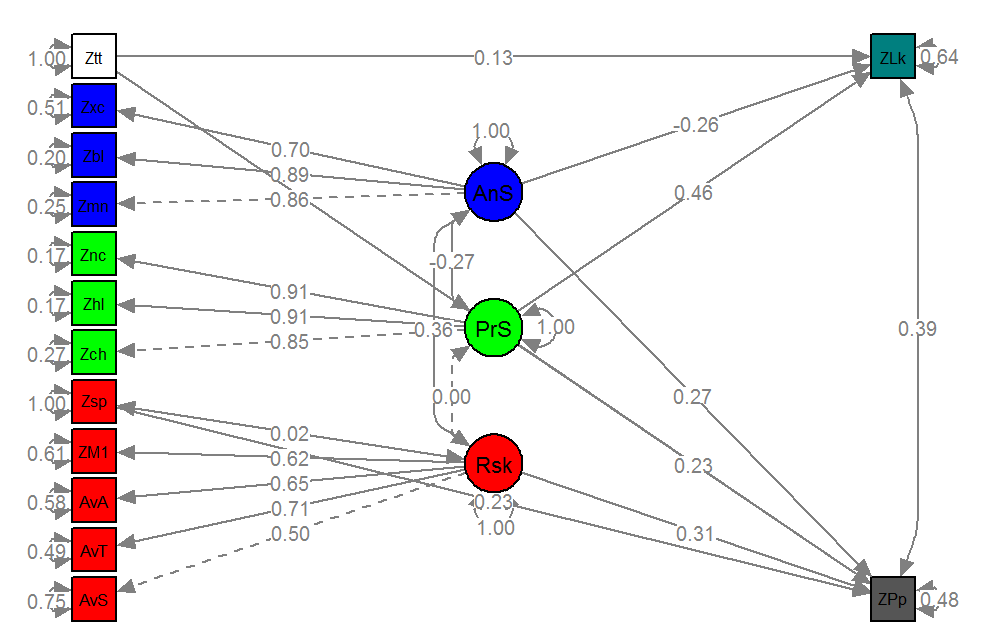 1.00 Ztt 0.13 ZLk 0.64
0.51 Zxc 0.70 1.00 -0.26
0.20 Zbl 0.89
0.25 Zmn 0.86 AnS 0.46
0.17 Znc 0.91 -0.27
0.17 Zhl 0.91 0.36 PrS 1.00 0.39
0.27 Zch 0.85
1.00 Zsp 0.02 0.00 0.27
0.61 ZM1 0.62 Rsk 0.23
0.58 AvA 0.65 0.23
0.49 AvT 0.71 1.00 0.31
0.50
0.75 AvS ZPp 0.48